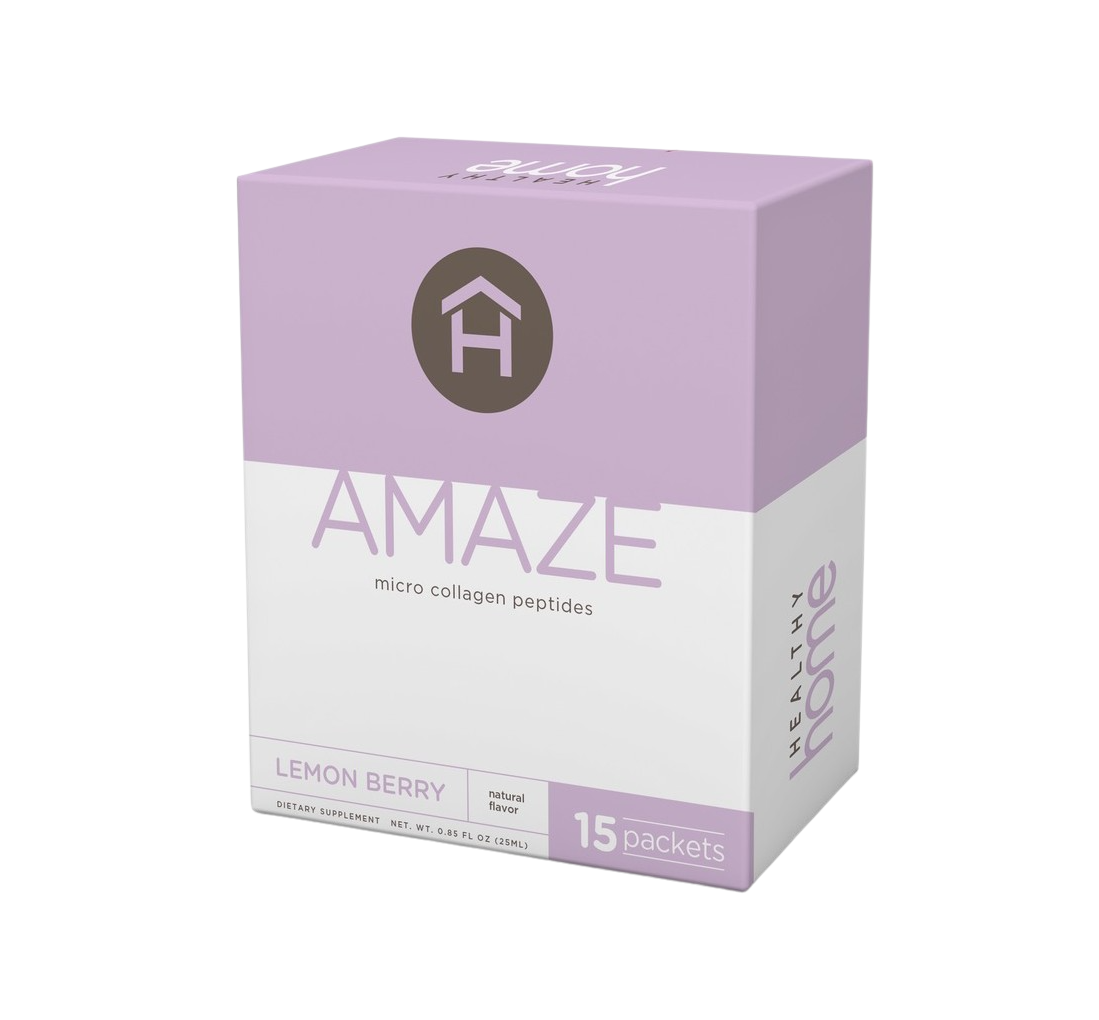 HEALTHY
home
H
AMAZE
micro collagen peptides
LEMON BERRY
natural
flavor
DIETARY SUPPLEMENT NET. WT. 0.85 FL OZ (25ML)
15 packets
HEALTHY
home